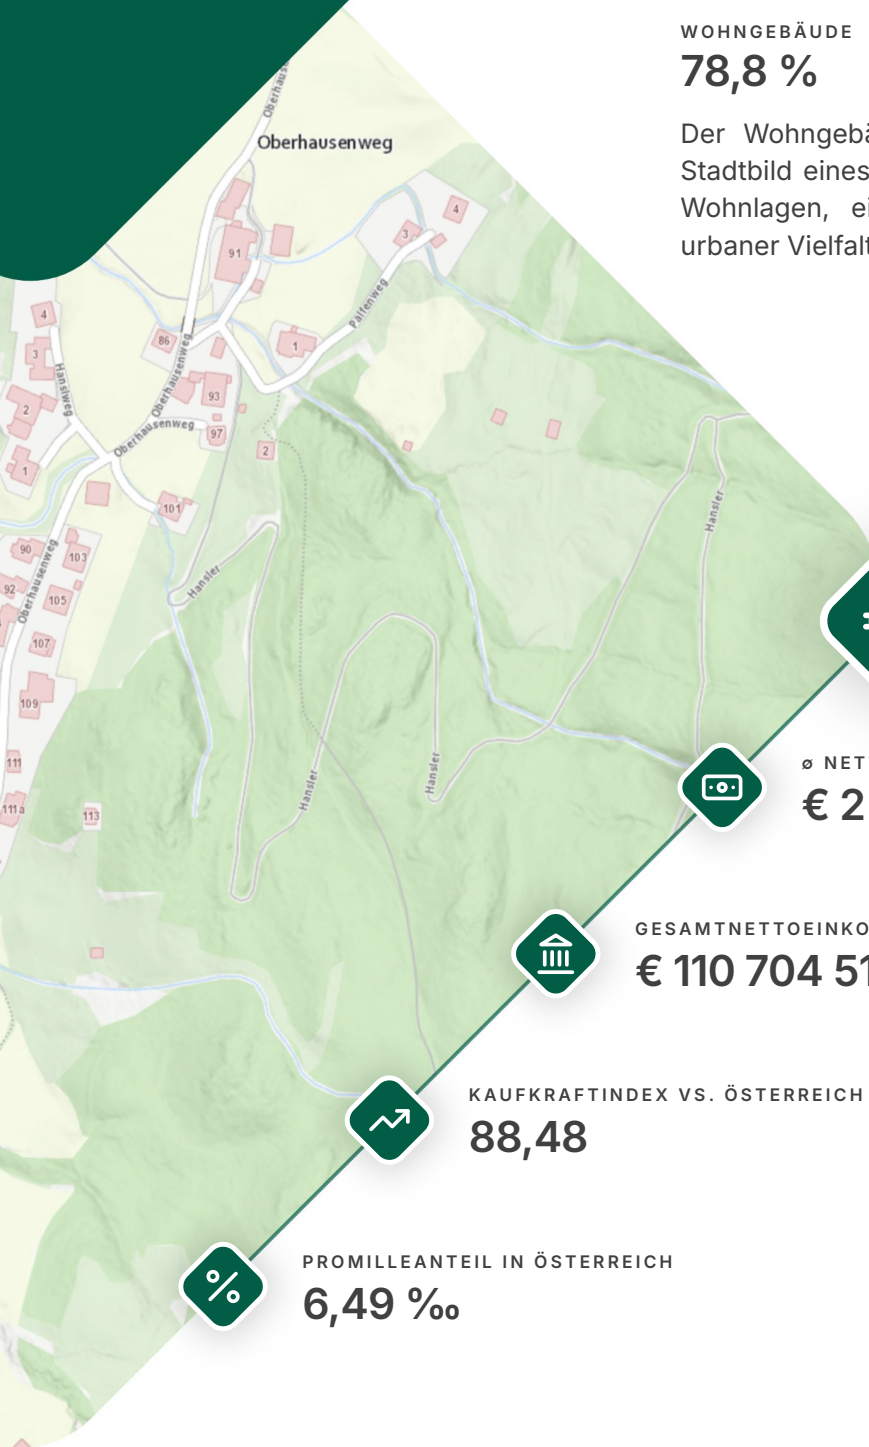 WOHNGEBÄUDE
78,8 %
Der Wohngebä
Stadtbild eines
Wohnlagen, ei
urbaner Vielfalt
Oberhaus
Oberhausenweg
4
3
91
Palfenweg
4
86
1
3
Hanslweg
Oberhausenweg
93
2
Oberhausenweg
97
1
2
101
Hansler
90
103
Hansler
92
Oberhausenweg
105
107
109
Hansler
Hansler
111
111a
113
ø NET
€ 2
GESAMTNETTOEINKO
€ 110 704 51
KAUFKRAFTINDEX VS. ÖSTERREICH
88,48
PROMILLEANTEIL IN ÖSTERREICH
6,49 ‰